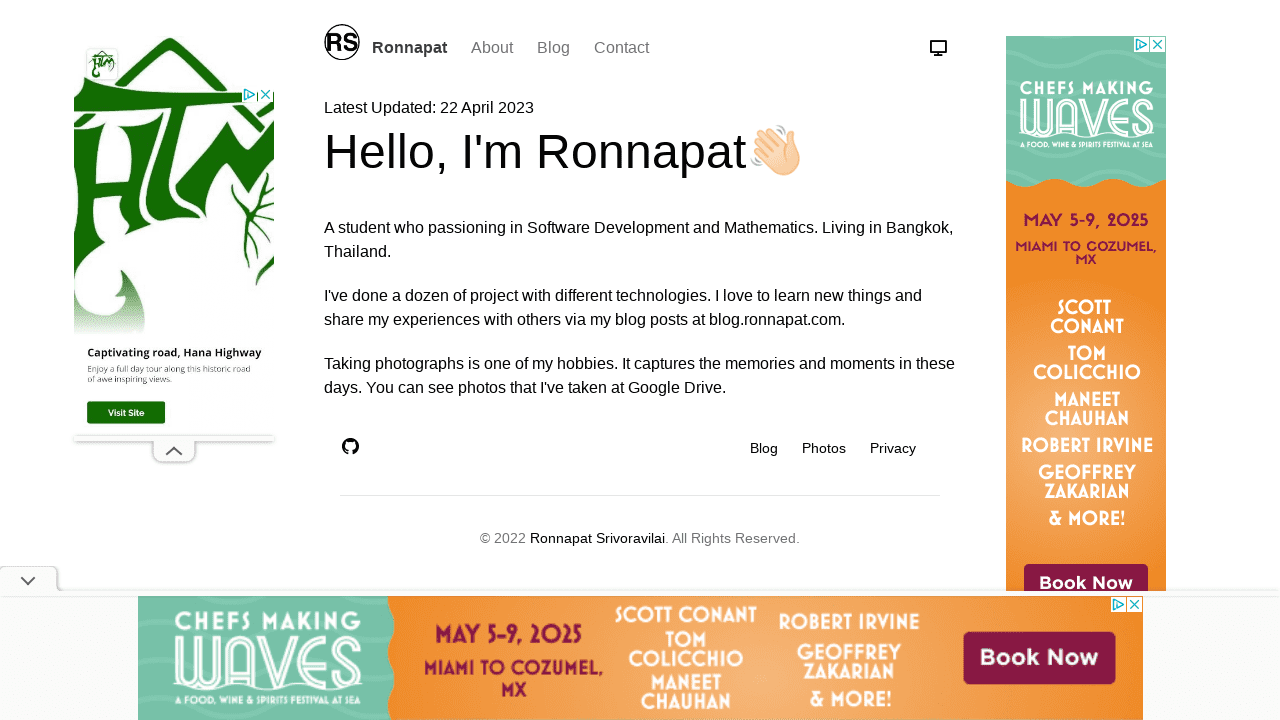 RS
Ronnapat
About
Blog
Contact
Latest Updated: 22 April 2023
Hello, I'm Ronnapat
A student who passioning in Software Development and Mathematics. Living in Bangkok,
Thailand.
I've done a dozen of project with different technologies. I love to learn new things and
share my experiences with others via my blog posts at blog.ronnapat.com.
Taking photographs is one of my hobbies. It captures the memories and moments in these
days. You can see photos that I've taken at Google Drive.
Blog
Photos
Privacy
© 2022 Ronnapat Srivoravilai. All Rights Reserved.
HTM
HTM
Captivating road, Hana Highway
Enjoy a full day tour along this historic road
of awe inspiring views.
Visit Site
CHEFS MAKING
WAVES
A FOOD, WINE & SPIRITS FESTIVAL AT SEA
MAY 5-9, 2025
MIAMI TO COZUMEL,
MX
SCOTT
CONANT
TOM
COLICCHIO
MANEET
CHAUHAN
ROBERT IRVINE
GEOFFREY
ZAKARIAN
& MORE!
Book Now
CHEFS MAKING
WAVES
A FOOD, WINE & SPIRITS FESTIVAL AT SEA
MAY 5-9, 2025
MIAMI TO COZUMEL,
MX
SCOTT CONANT
TOM
COLICCHIO
MANEET
CHAUHAN
ROBERT IRVINE
GEOFFREY
ZAKARIAN
& MORE!
Book Now